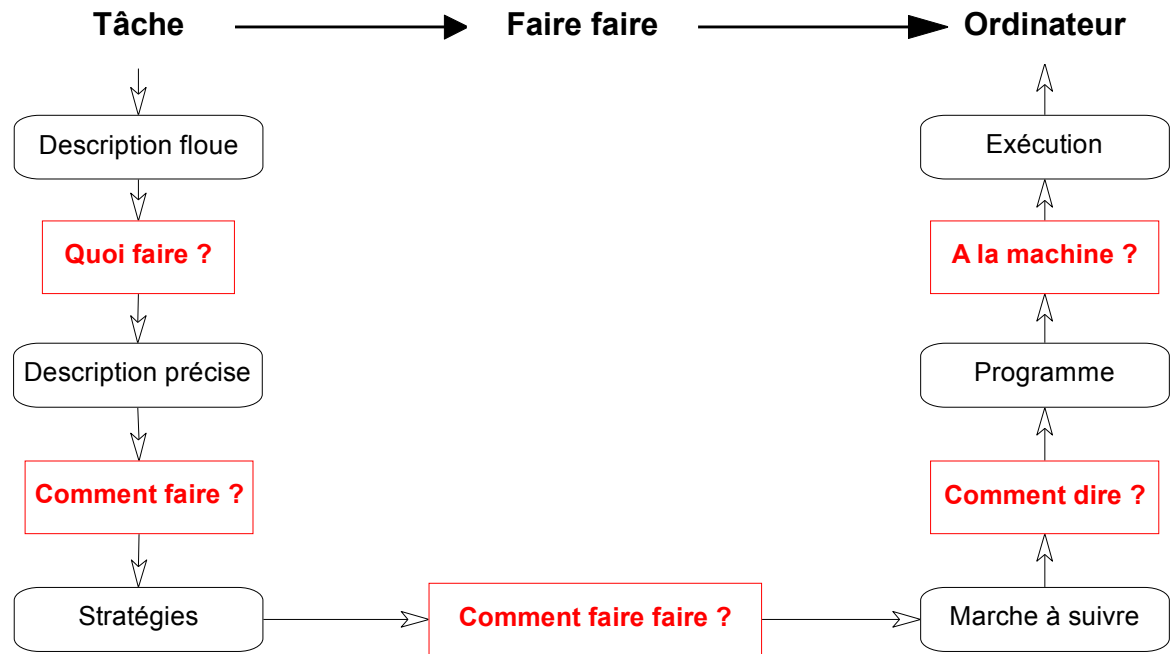 Tâche
Faire faire
Ordinateur
Description floue
Exécution
Quoi faire ?
A la machine ?
Description précise
Programme
Comment faire ?
Comment dire ?
Stratégies
Comment faire faire ?
Marche à suivre